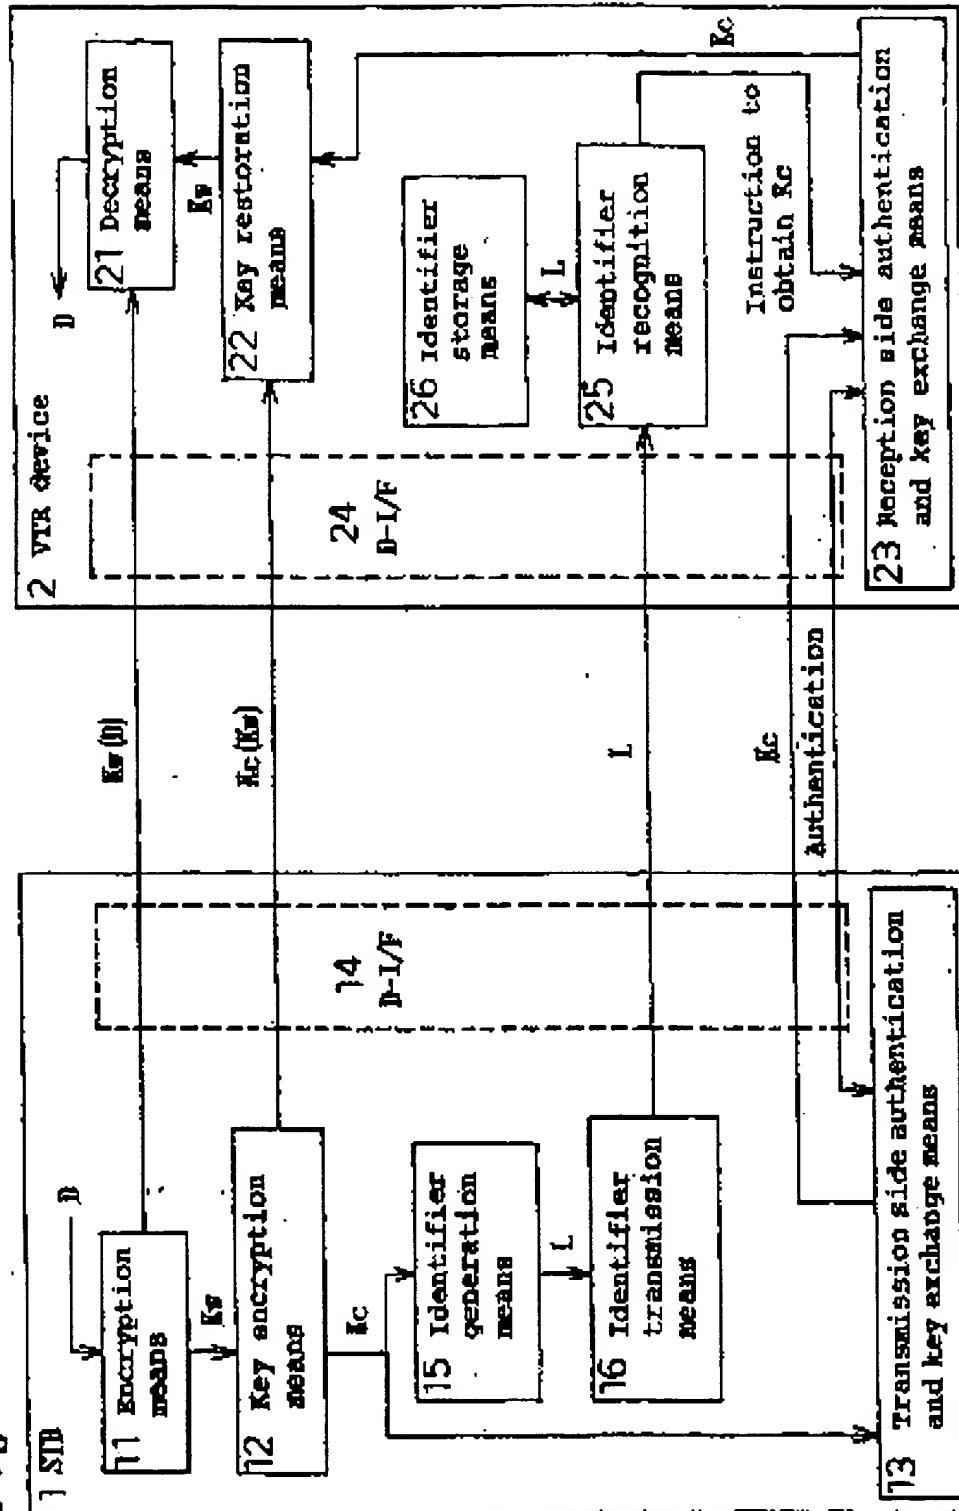 1 STB
D
11 Encryption
means
Kw
12 Key encryption
means
Kc
15 Identifier
generation
means
L
16 Identifier
transmission
means
13 Transmission side authentication
and key exchange means
14
D-I/F
Kw(D)
Kc(Kw)
L
Kc
Authentication
2 VTR device
24
D-I/F
D
21 Decryption
means
Kw
22 Key restoration
means
Kc
26 Identifier
storage
means
L
25 Identifier
recognition
means
Instruction to
obtain Kc
23 Reception side authentication
and key exchange means